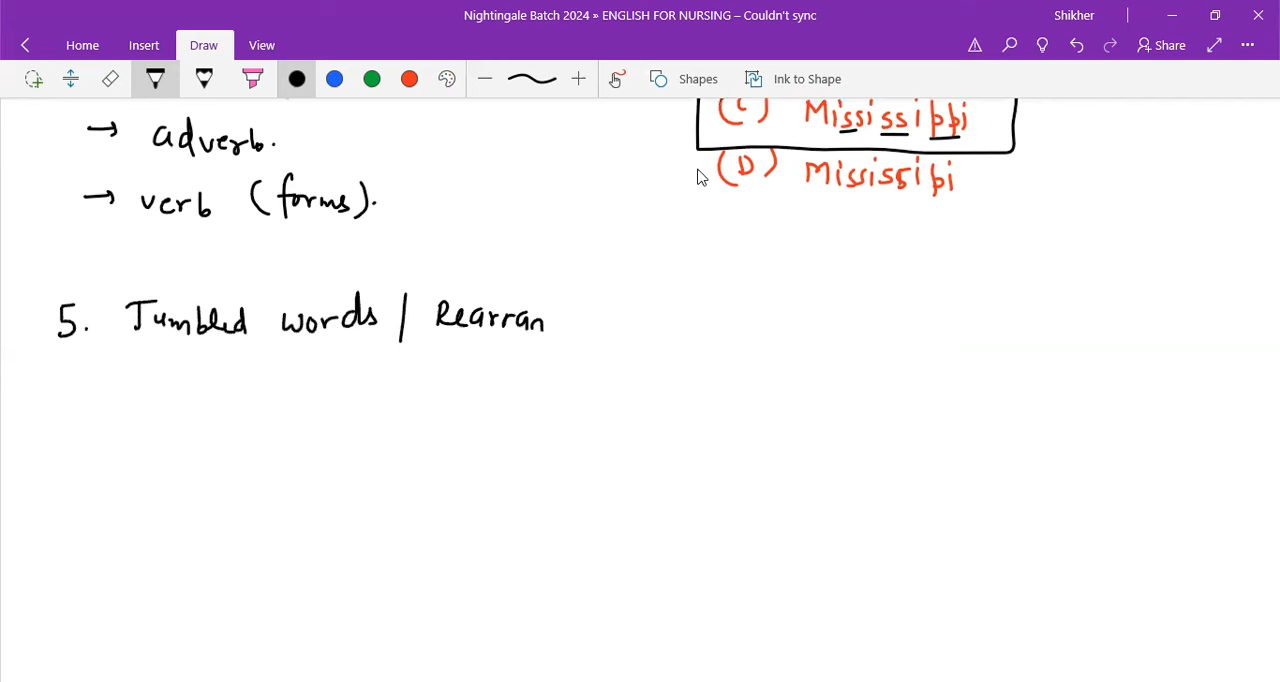 Nightingale Batch 2024 » ENGLISH FOR NURSING – Couldn't sync
Shikher
Home Insert Draw View
Share
Shapes
Ink to Shape
→ adverb.
→ verb (forms).
(C) Mississippi
(D) Mississipi
5. Jumbled words / Rearran